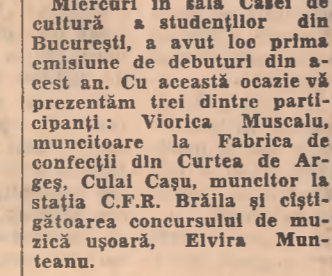 Miercuri în sala Casei de
cultură a studenților din
București, a avut loc prima
emisiune de debuturi din a-
cest an. Cu această ocazie vă
prezentăm trei dintre parti-
cipanți : Viorica Muscalu,
muncitoare la Fabrica de
confecții din Curtea de Ar-
geș, Culai Cașu, muncitor la
stația C.F.R. Brăila și cîști-
gătoarea concursului de mu-
zică ușoară, Elvira Mun-
teanu.